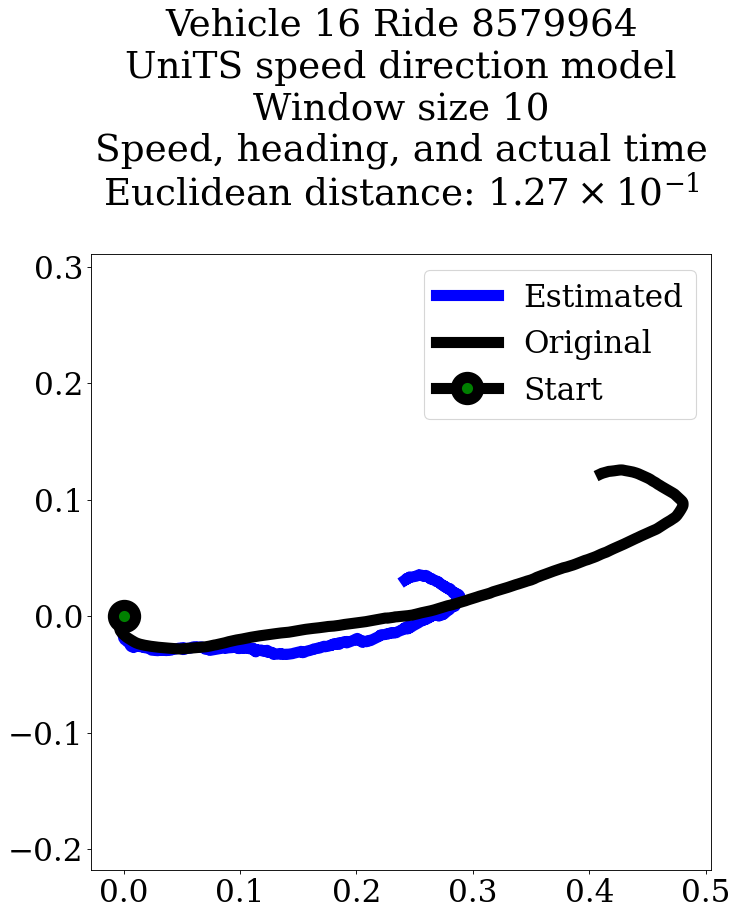 Vehicle 16 Ride 8579964
UniTS speed direction model
Window size 10
Speed, heading, and actual time
Euclidean distance: 1.27 × 10⁻¹
Estimated
Original
Start
0.3
0.2
0.1
0.0
−0.1
−0.2
0.0 0.1 0.2 0.3 0.4 0.5